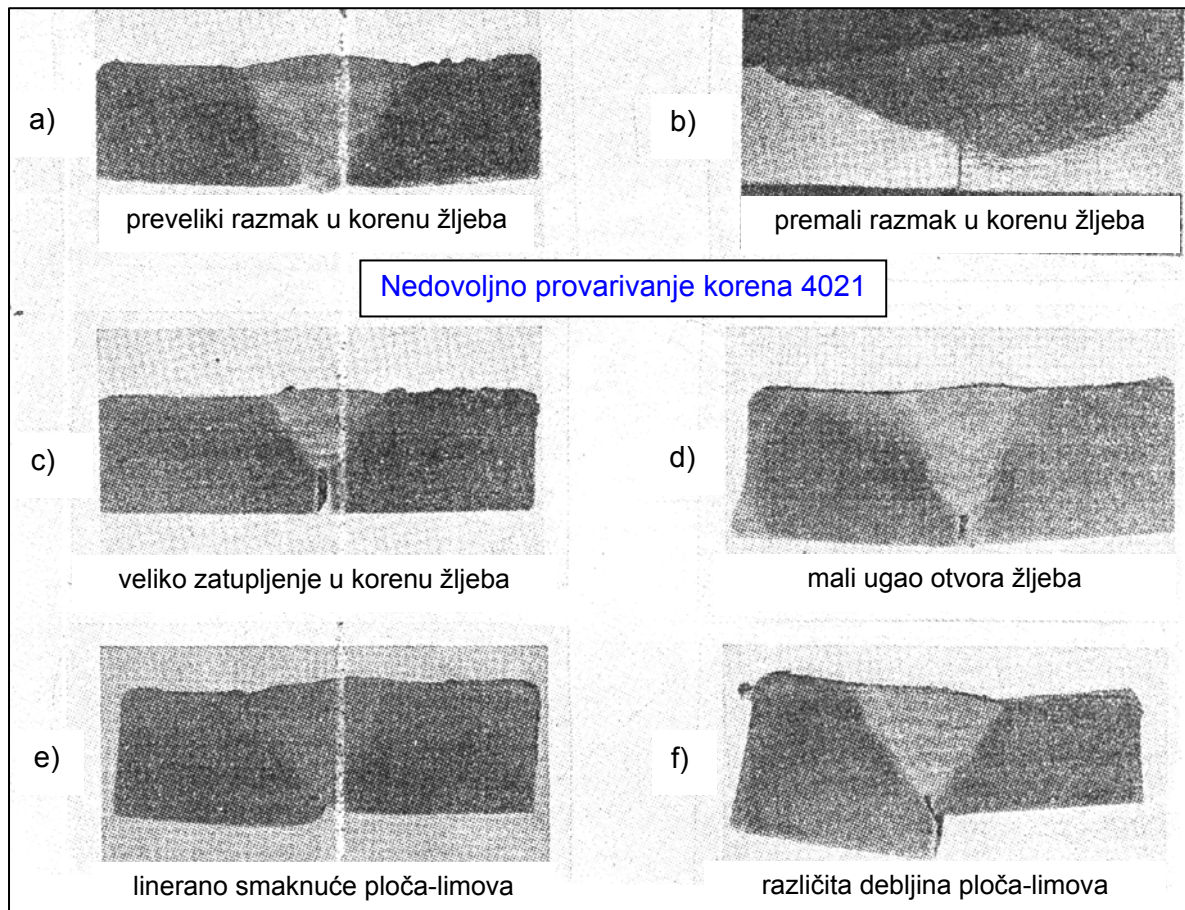 a)
preveliki razmak u korenu žljeba
b)
premali razmak u korenu žljeba
Nedovoljno provarivanje korena 4021
c)
veliko zatupljenje u korenu žljeba
d)
mali ugao otvora žljeba
e)
linerano smaknuće ploča-limova
f)
različita debljina ploča-limova